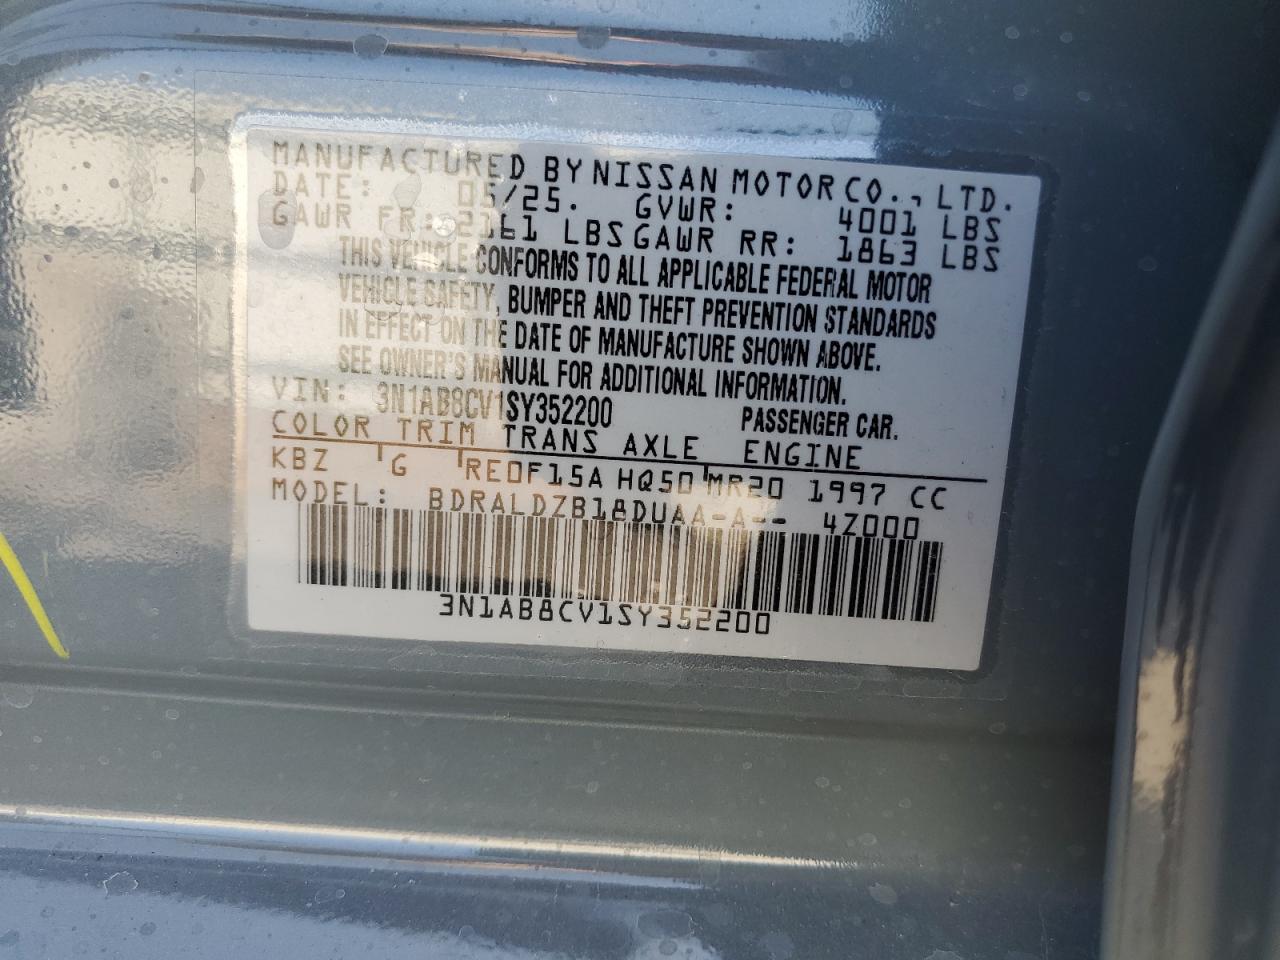 MANUFACTURED BY NISSAN MOTOR CO., LTD.
DATE: 05/25. GVWR: 4001 LBS
GAWR FR: 2161 LBS GAWR RR: 1863 LBS
THIS VEHICLE CONFORMS TO ALL APPLICABLE FEDERAL MOTOR
VEHICLE SAFETY, BUMPER AND THEFT PREVENTION STANDARDS
IN EFFECT ON THE DATE OF MANUFACTURE SHOWN ABOVE.
SEE OWNER'S MANUAL FOR ADDITIONAL INFORMATION.
VIN: 3N1AB8CV1SY352200 PASSENGER CAR.
COLOR TRIM TRANS AXLE ENGINE
KBZ G RE0F15A HQ50 MR20 1997 CC
MODEL: BDRALDZB18DUAA-A-- 4Z000
3N1AB8CV1SY352200